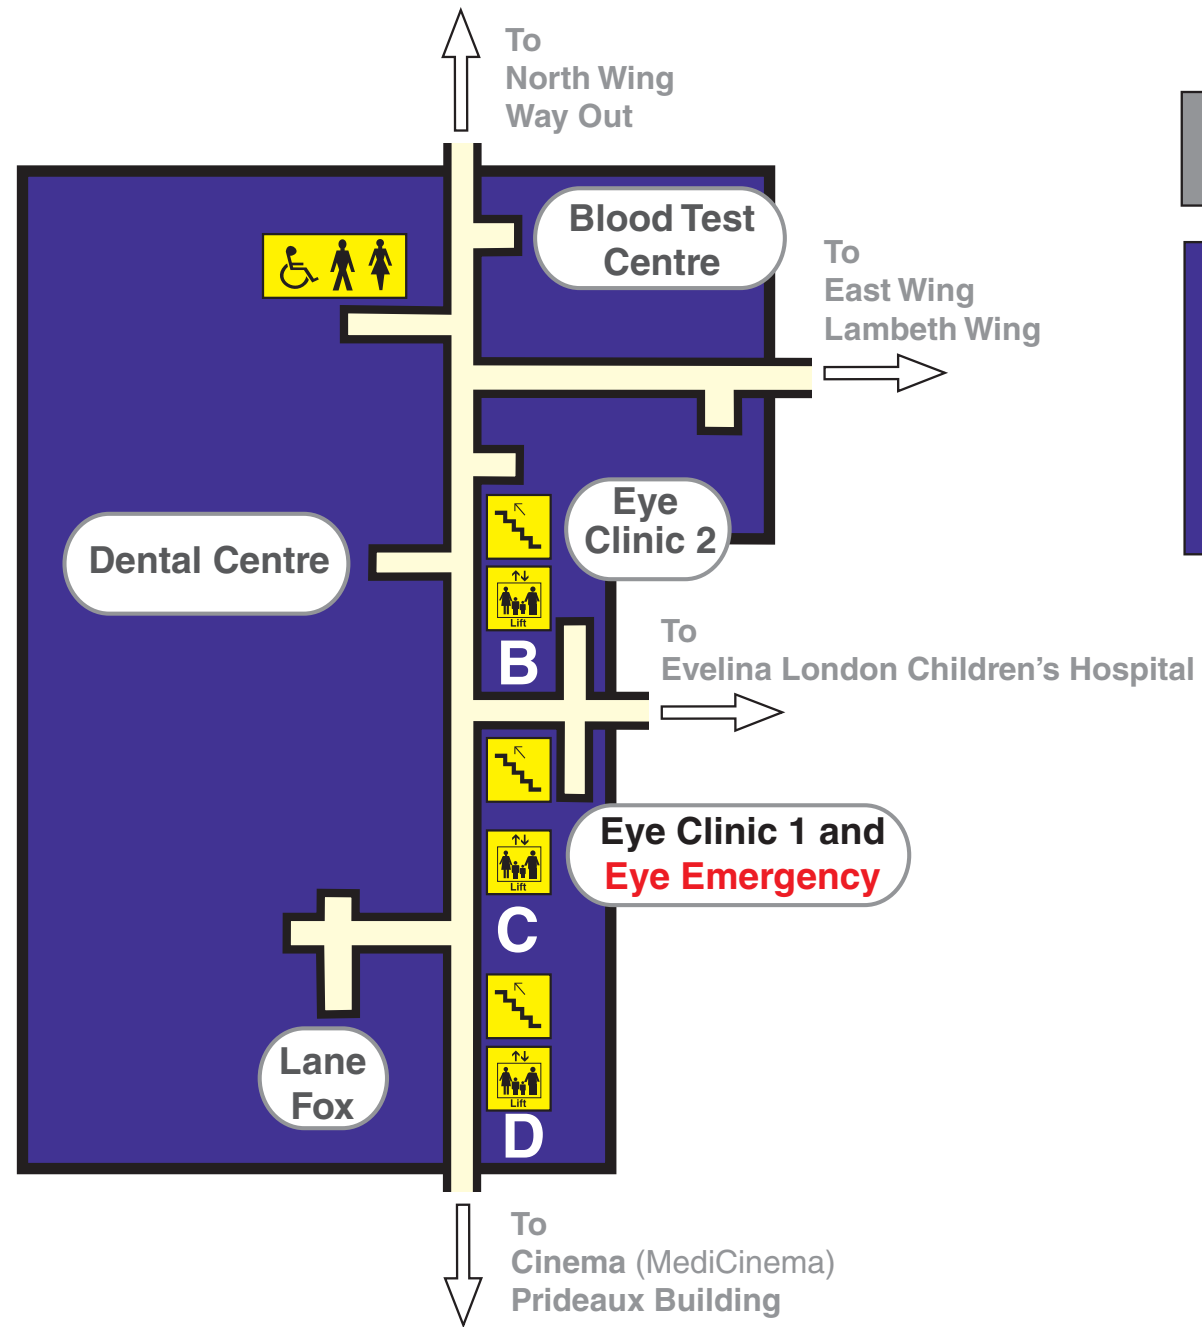 To
North Wing
Way Out
Blood Test
Centre
To
East Wing
Lambeth Wing
Eye
Clinic 2
Dental Centre
Lift
B
To
Evelina London Children’s Hospital
Eye Clinic 1 and
Eye Emergency
Lift
C
Lane
Fox
Lift
D
To
Cinema (MediCinema)
Prideaux Building